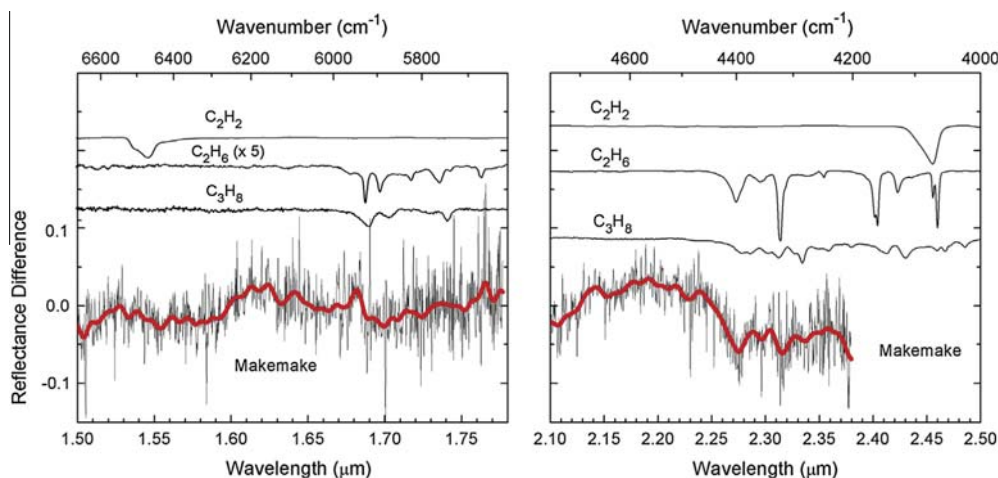 Wavenumber (cm⁻¹)
6600 6400 6200 6000 5800
C₂H₂
C₂H₆ (x 5)
C₃H₈
0.1
0.0
-0.1
Reflectance Difference
Makemake
1.50 1.55 1.60 1.65 1.70 1.75
Wavelength (μm)
Wavenumber (cm⁻¹)
4600 4400 4200 4000
C₂H₂
C₂H₆
C₃H₈
Makemake
2.10 2.15 2.20 2.25 2.30 2.35 2.40 2.45 2.50
Wavelength (μm)